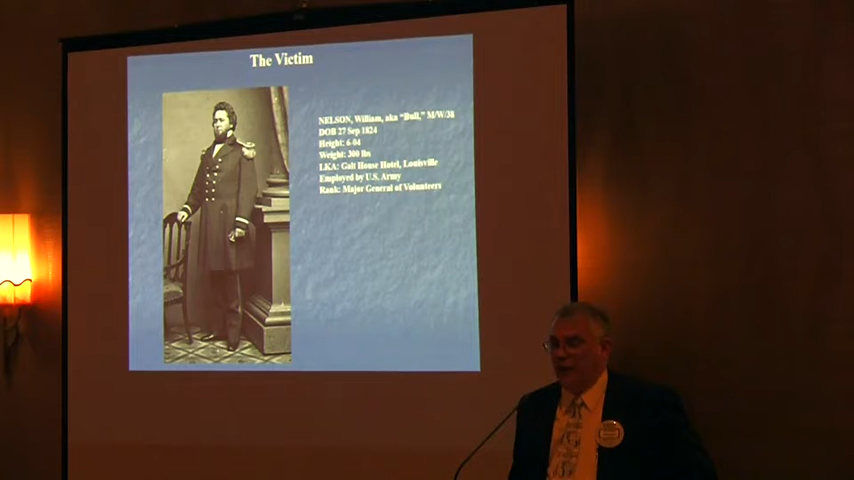 The Victim
NELSON, William, aka "Bull," M/W/38
DOB 27 Sep 1824
Height: 6-04
Weight: 300 lbs
LKA: Galt House Hotel, Louisville
Employed by U.S. Army
Rank: Major General of Volunteers